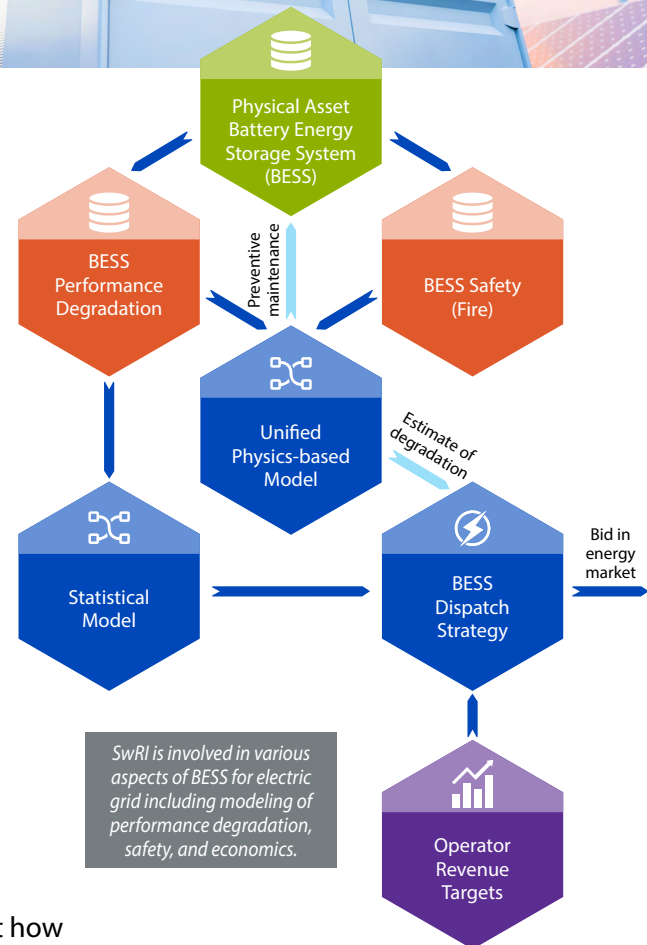 Physical Asset
Battery Energy
Storage System
(BESS)
BESS
Performance
Degradation
Preventive
maintenance
BESS Safety
(Fire)
Unified
Physics-based
Model
Estimate of
degradation
Statistical
Model
BESS
Dispatch
Strategy
Bid in
energy
market
SwRI is involved in various
aspects of BESS for electric
grid including modeling of
performance degradation,
safety, and economics.
Operator
Revenue
Targets
how